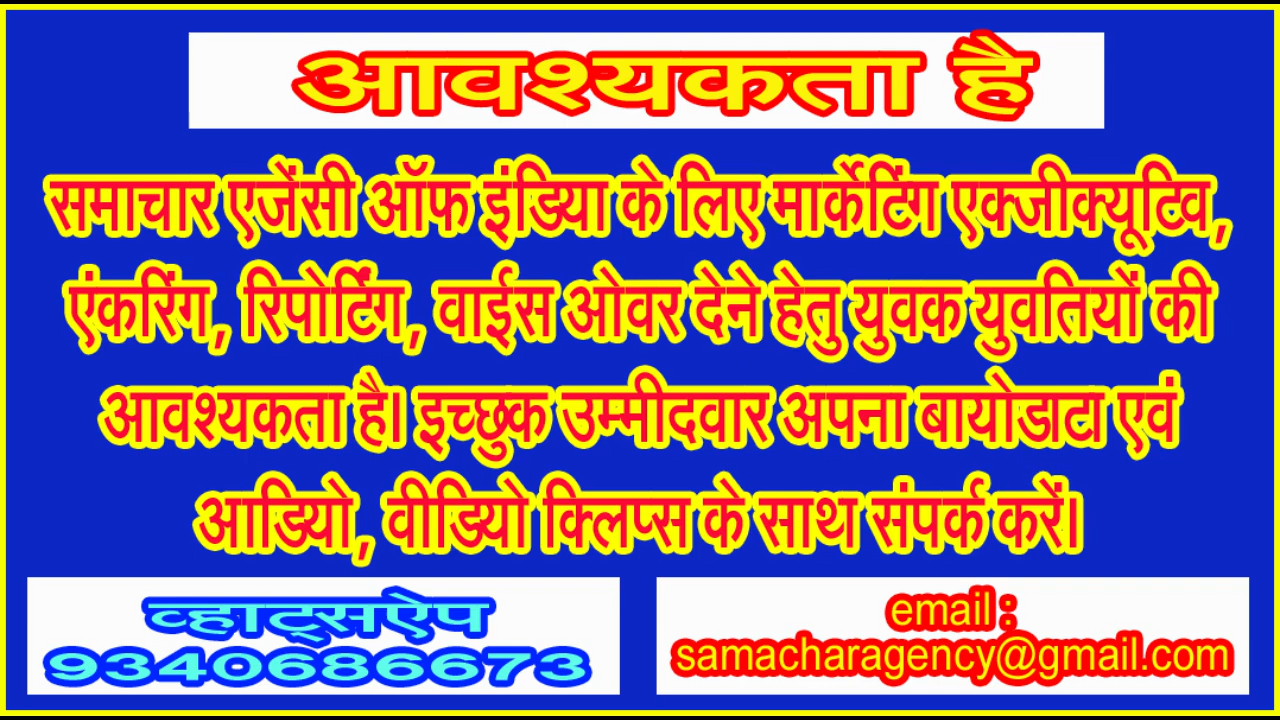 आवश्यकता है
समाचार एजेंसी ऑफ इंडिया के लिए मार्केटिंग एक्जीक्यूटिव,
एंकरिंग, रिपोर्टिंग, वाईस ओवर देने हेतु युवक युवतियों की
आवश्यकता है। इच्छुक उम्मीदवार अपना बायोडाटा एवं
आडियो, वीडियो क्लिप्स के साथ संपर्क करें।
व्हाट्सऐप
9340686673
email :
samacharagency@gmail.com